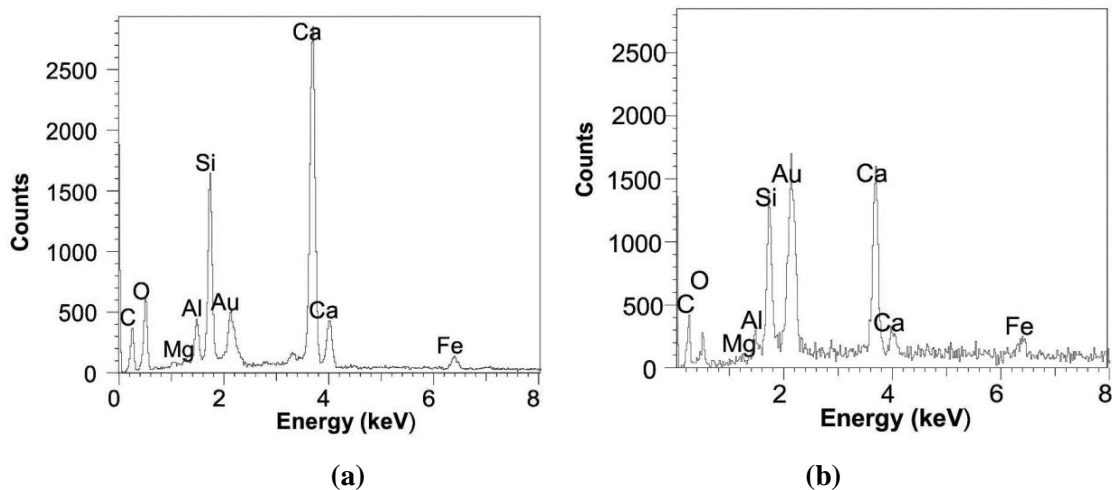 Counts
2500
2000
1500
1000
500
0
Ca
Si
O
C
Mg
Al
Au
Ca
Fe
0 2 4 6 8
Energy (keV)
(a)
Counts
2500
2000
1500
1000
500
0
C
O
Mg
Al
Si
Au
Ca
Ca
Fe
2 4 6 8
Energy (keV)
(b)